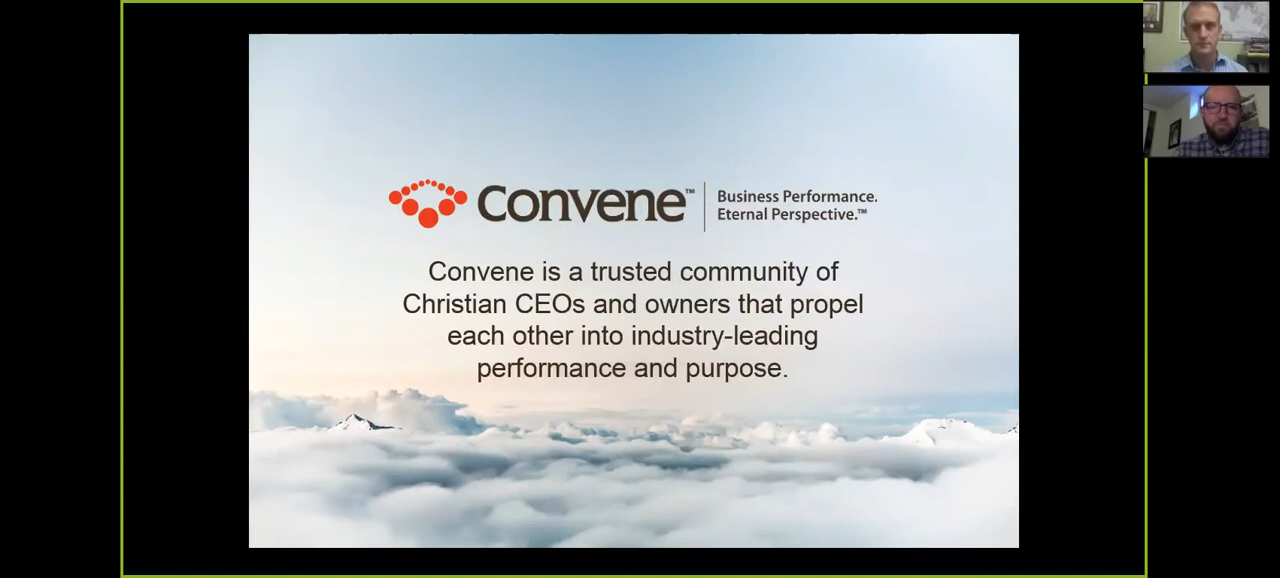 Convene™
Business Performance.
Eternal Perspective.™
Convene is a trusted community of
Christian CEOs and owners that propel
each other into industry-leading
performance and purpose.